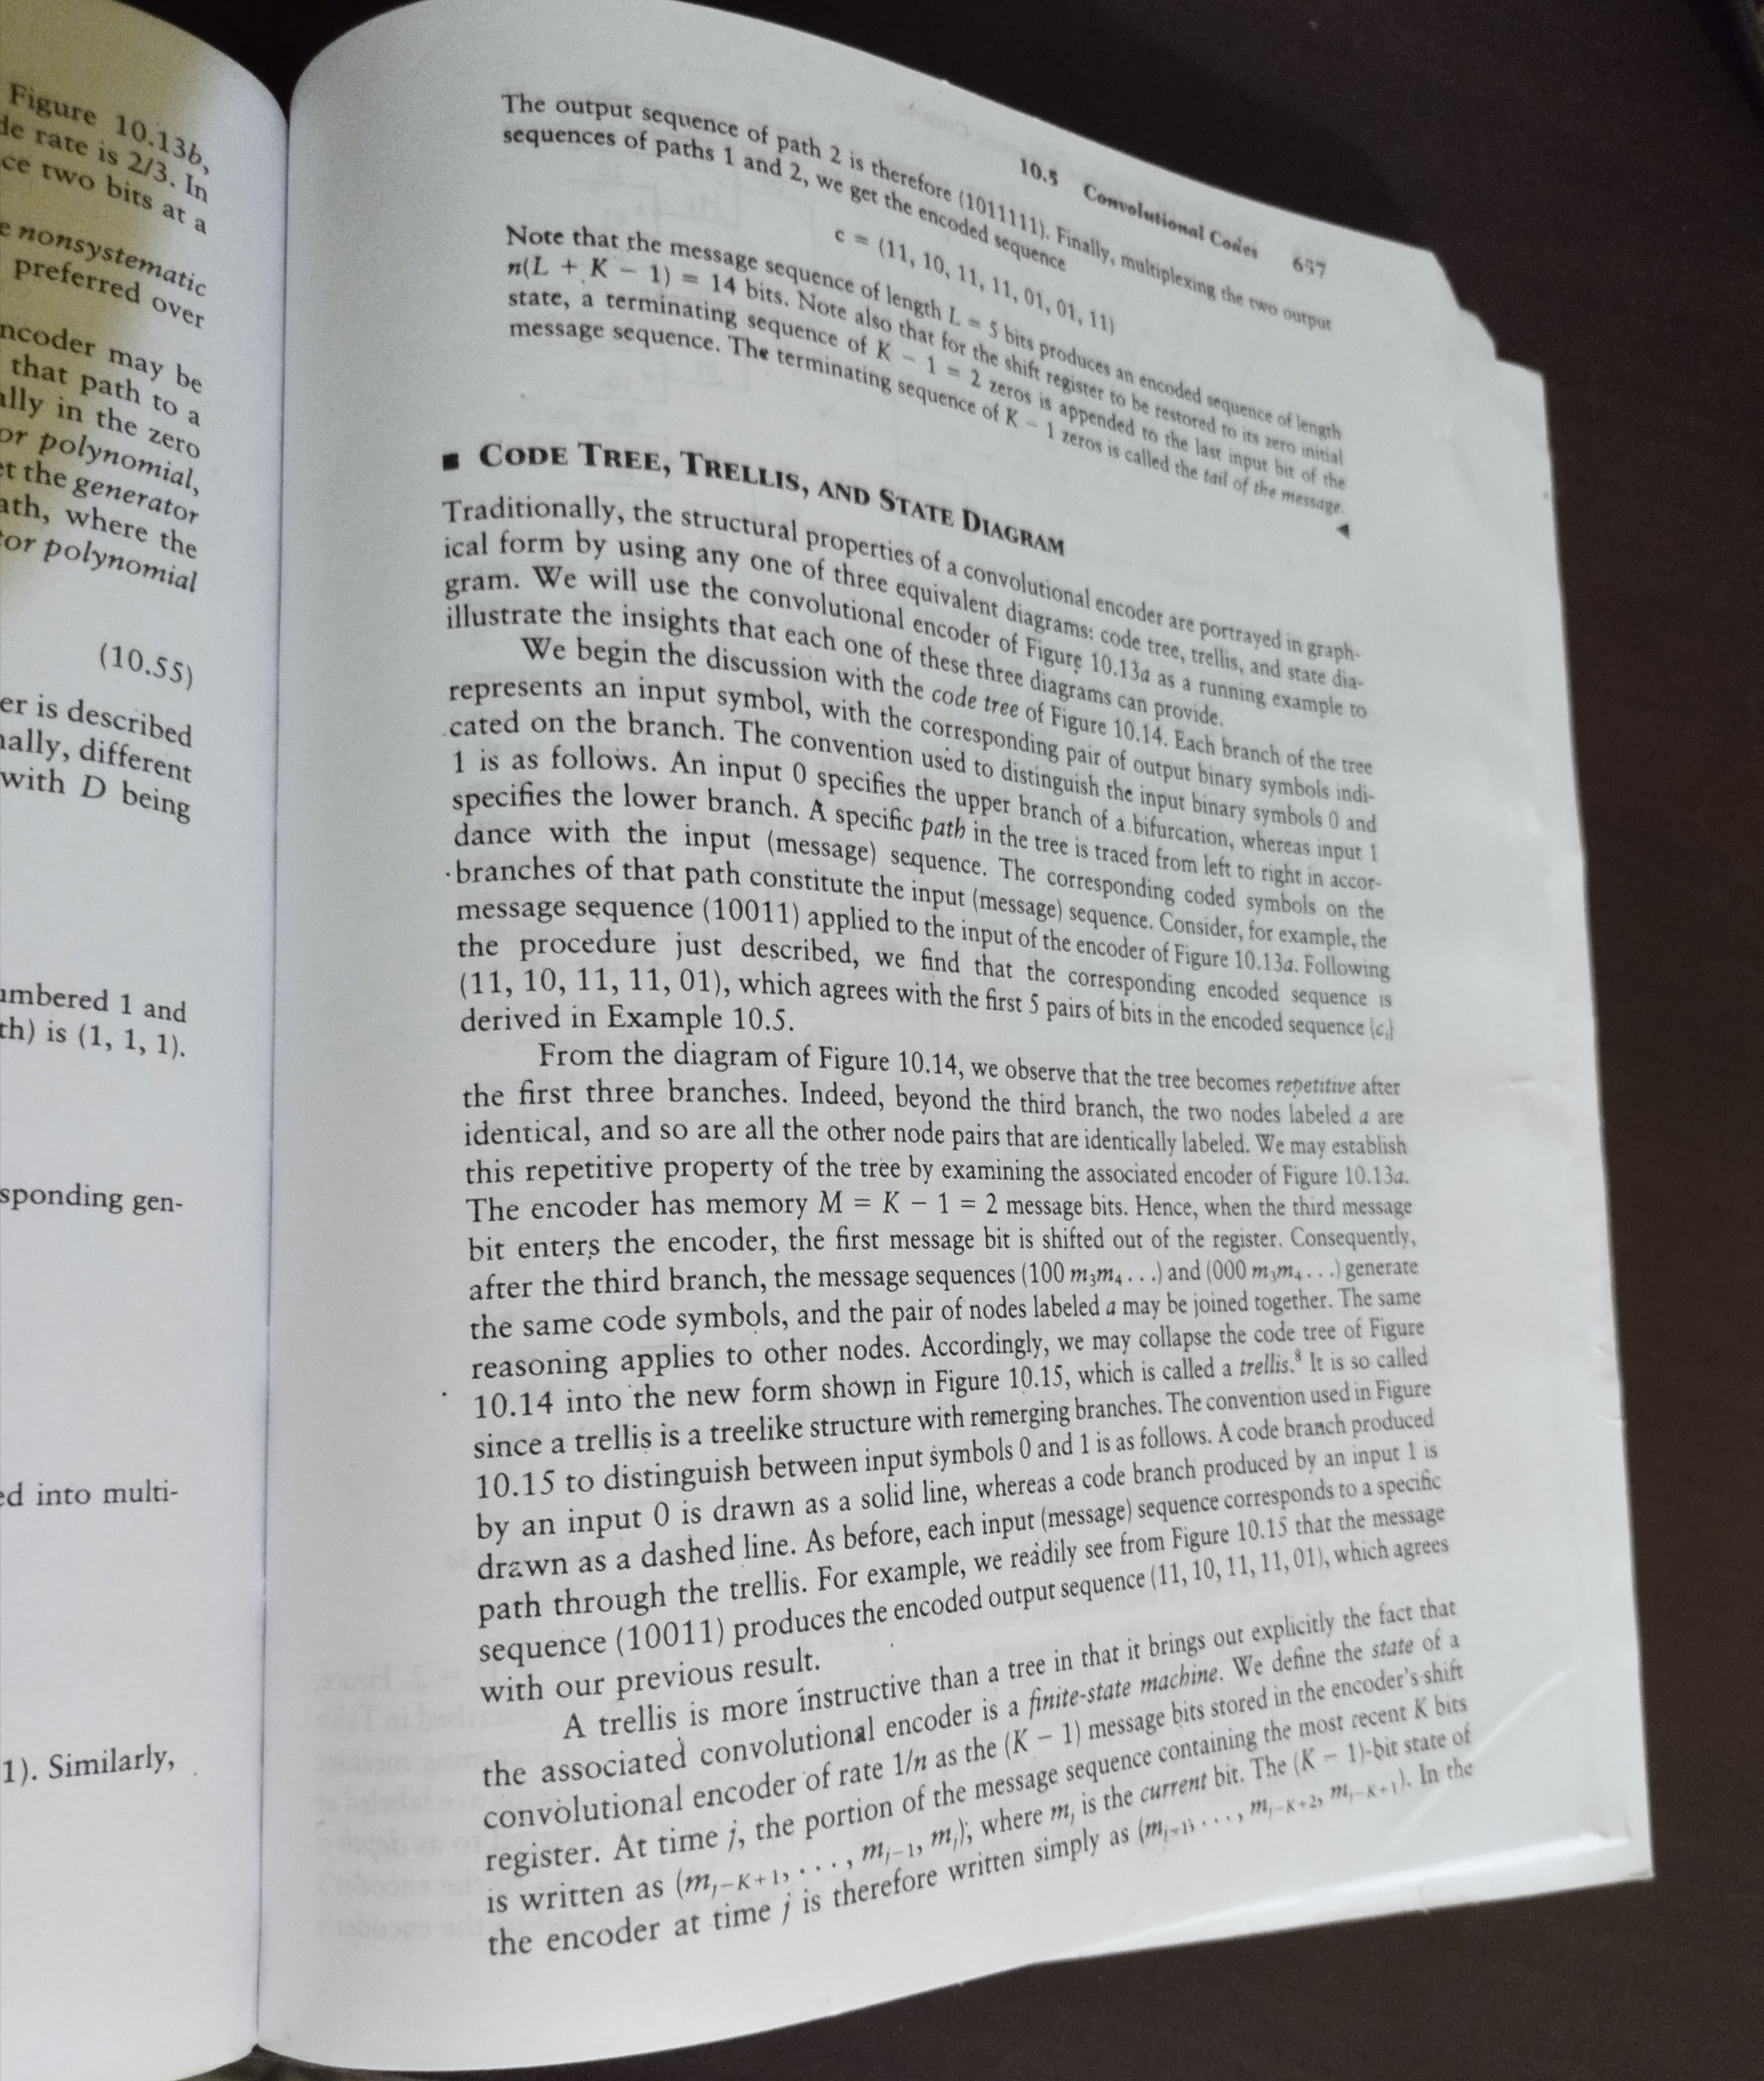 Figure 10.13b,
de rate is 2/3. In
ce two bits at a
e nonsystematic
preferred over
ncoder may be
that path to a
ally in the zero
or polynomial,
et the generator
ath, where the
tor polynomial
(10.55)
er is described
nally, different
with D being
umbered 1 and
th) is (1, 1, 1).
sponding gen-
ed into multi-
1). Similarly,
10.5 Convolutional Codes 657
The output sequence of path 2 is therefore (1011111). Finally, multiplexing the two output
sequences of paths 1 and 2, we get the encoded sequence
c = (11, 10, 11, 11, 01, 01, 11)
Note that the message sequence of length L = 5 bits produces an encoded sequence of length
n(L + K − 1) = 14 bits. Note also that for the shift register to be restored to its zero initial
state, a terminating sequence of K − 1 = 2 zeros is appended to the last input bit of the
message sequence. The terminating sequence of K − 1 zeros is called the tail of the message. ◀
■ CODE TREE, TRELLIS, AND STATE DIAGRAM
Traditionally, the structural properties of a convolutional encoder are portrayed in graph-
ical form by using any one of three equivalent diagrams: code tree, trellis, and state dia-
gram. We will use the convolutional encoder of Figure 10.13a as a running example to
illustrate the insights that each one of these three diagrams can provide.
We begin the discussion with the code tree of Figure 10.14. Each branch of the tree
represents an input symbol, with the corresponding pair of output binary symbols indi-
cated on the branch. The convention used to distinguish the input binary symbols 0 and
1 is as follows. An input 0 specifies the upper branch of a bifurcation, whereas input 1
specifies the lower branch. A specific path in the tree is traced from left to right in accor-
dance with the input (message) sequence. The corresponding coded symbols on the
branches of that path constitute the input (message) sequence. Consider, for example, the
message sequence (10011) applied to the input of the encoder of Figure 10.13a. Following
the procedure just described, we find that the corresponding encoded sequence is
(11, 10, 11, 11, 01), which agrees with the first 5 pairs of bits in the encoded sequence {cᵢ}
derived in Example 10.5.
From the diagram of Figure 10.14, we observe that the tree becomes repetitive after
the first three branches. Indeed, beyond the third branch, the two nodes labeled a are
identical, and so are all the other node pairs that are identically labeled. We may establish
this repetitive property of the tree by examining the associated encoder of Figure 10.13a.
The encoder has memory M = K − 1 = 2 message bits. Hence, when the third message
bit enters the encoder, the first message bit is shifted out of the register. Consequently,
after the third branch, the message sequences (100 m₃m₄ . . .) and (000 m₃m₄ . . .) generate
the same code symbols, and the pair of nodes labeled a may be joined together. The same
reasoning applies to other nodes. Accordingly, we may collapse the code tree of Figure
10.14 into the new form shown in Figure 10.15, which is called a trellis.⁸ It is so called
since a trellis is a treelike structure with remerging branches. The convention used in Figure
10.15 to distinguish between input symbols 0 and 1 is as follows. A code branch produced
by an input 0 is drawn as a solid line, whereas a code branch produced by an input 1 is
drawn as a dashed line. As before, each input (message) sequence corresponds to a specific
path through the trellis. For example, we readily see from Figure 10.15 that the message
sequence (10011) produces the encoded output sequence (11, 10, 11, 11, 01), which agrees
with our previous result.
A trellis is more instructive than a tree in that it brings out explicitly the fact that
the associated convolutional encoder is a finite-state machine. We define the state of a
convolutional encoder of rate 1/n as the (K − 1) message bits stored in the encoder's shift
register. At time j, the portion of the message sequence containing the most recent K bits
is written as (mⱼ₋K₊₁, . . . , mⱼ₋₁, mⱼ), where mⱼ is the current bit. The (K − 1)-bit state of
the encoder at time j is therefore written simply as (mⱼ₋₁, . . . , mⱼ₋K₊₂, mⱼ₋K₊₁). In the